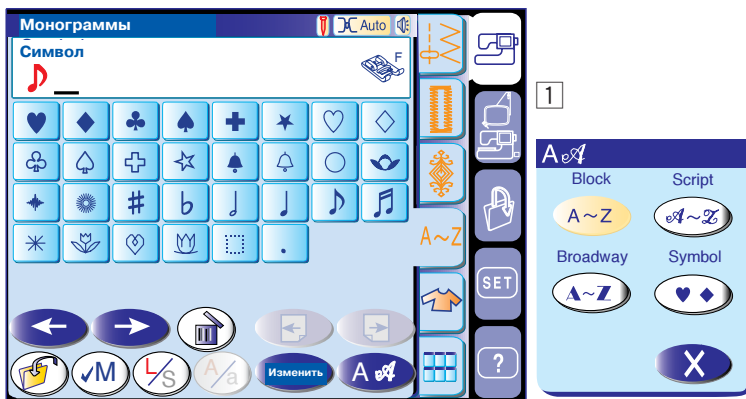 Монограммы
Auto
Символ
F
A~Z
SET
✓M
L/S
A/a
Изменить
A 𝒜
?
1
A 𝒜
Block
Script
A~Z
𝒜~𝒵
Broadway
Symbol
A~Z
X